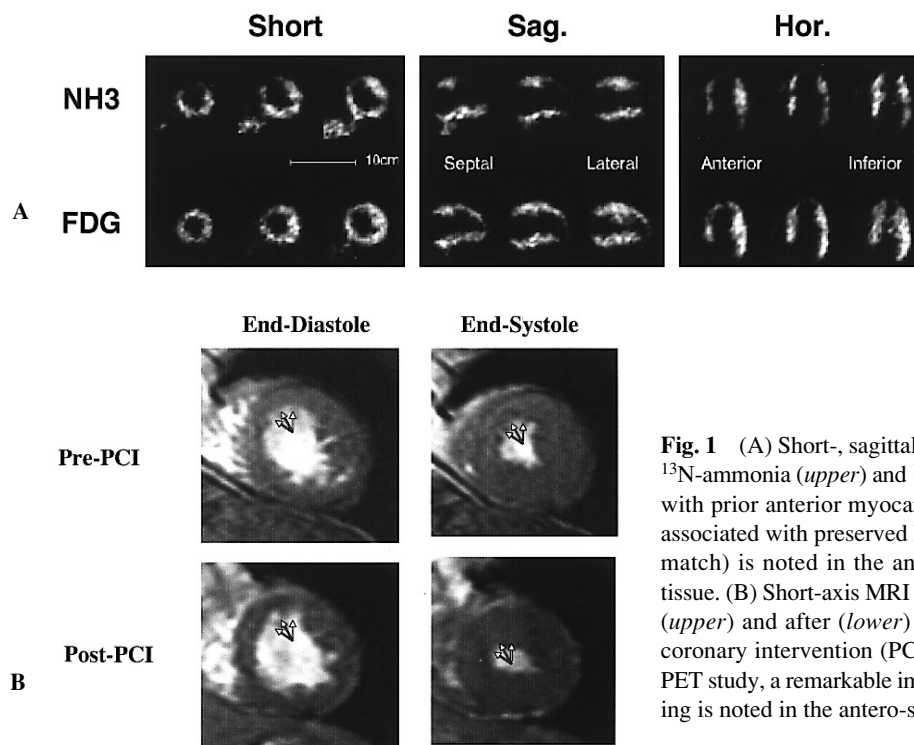 Short Sag. Hor.
NH3
10cm
Septal Lateral
Anterior Inferior
A
FDG
End-Diastole End-Systole
Pre-PCI
Post-PCI
B
Fig. 1 (A) Short-, sagittal
¹³N-ammonia (upper) and
with prior anterior myocar
associated with preserved
match) is noted in the an
tissue. (B) Short-axis MRI
(upper) and after (lower)
coronary intervention (PC
PET study, a remarkable in
ing is noted in the antero-s